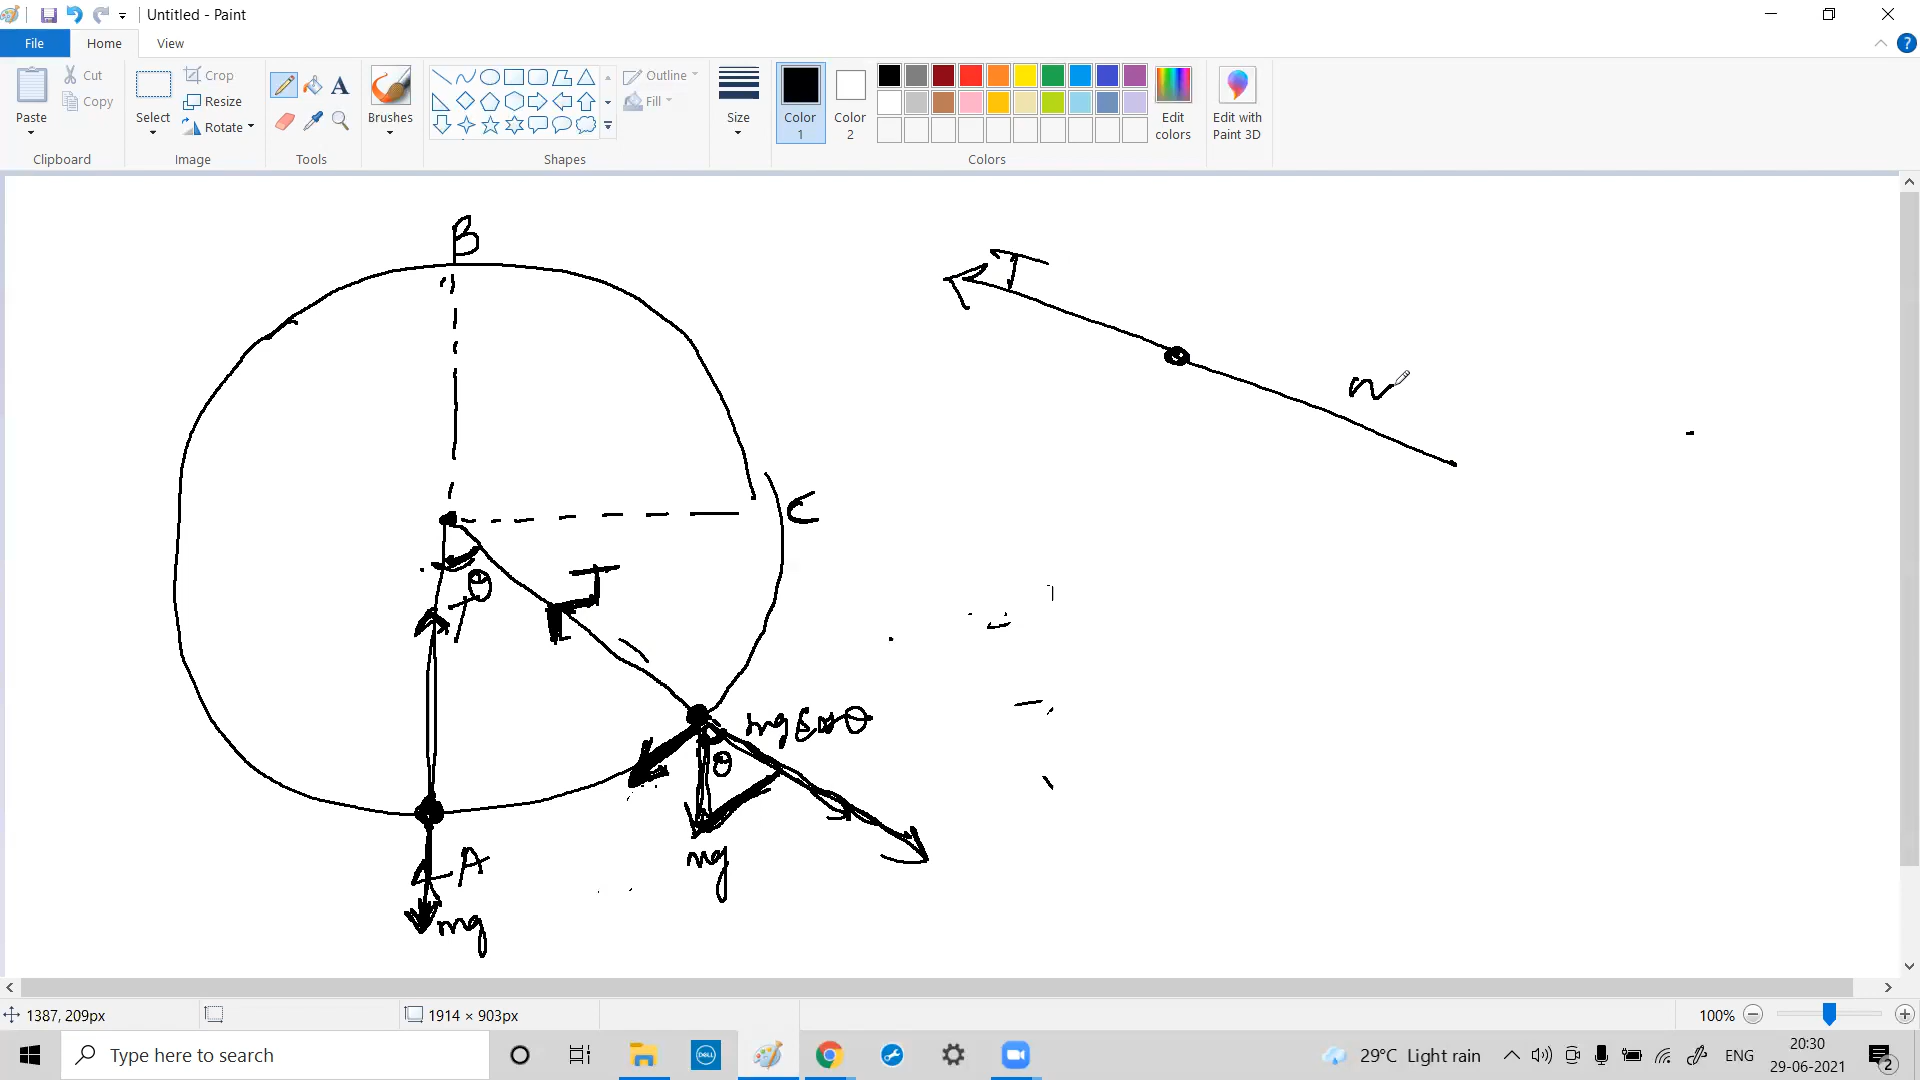 Untitled - Paint
File
Home
View
Paste
Cut
Copy
Clipboard
Select
Crop
Resize
Rotate
Image
A
Tools
Brushes
Outline
Fill
Shapes
Size
Color
1
Color
2
Edit
colors
Edit with
Paint 3D
Colors
B
T
C
θ
T
T
mg
θ
mg
A
mg
1387, 209px
1914 × 903px
100%
Type here to search
DELL
29°C Light rain
ENG
20:30
29-06-2021
2